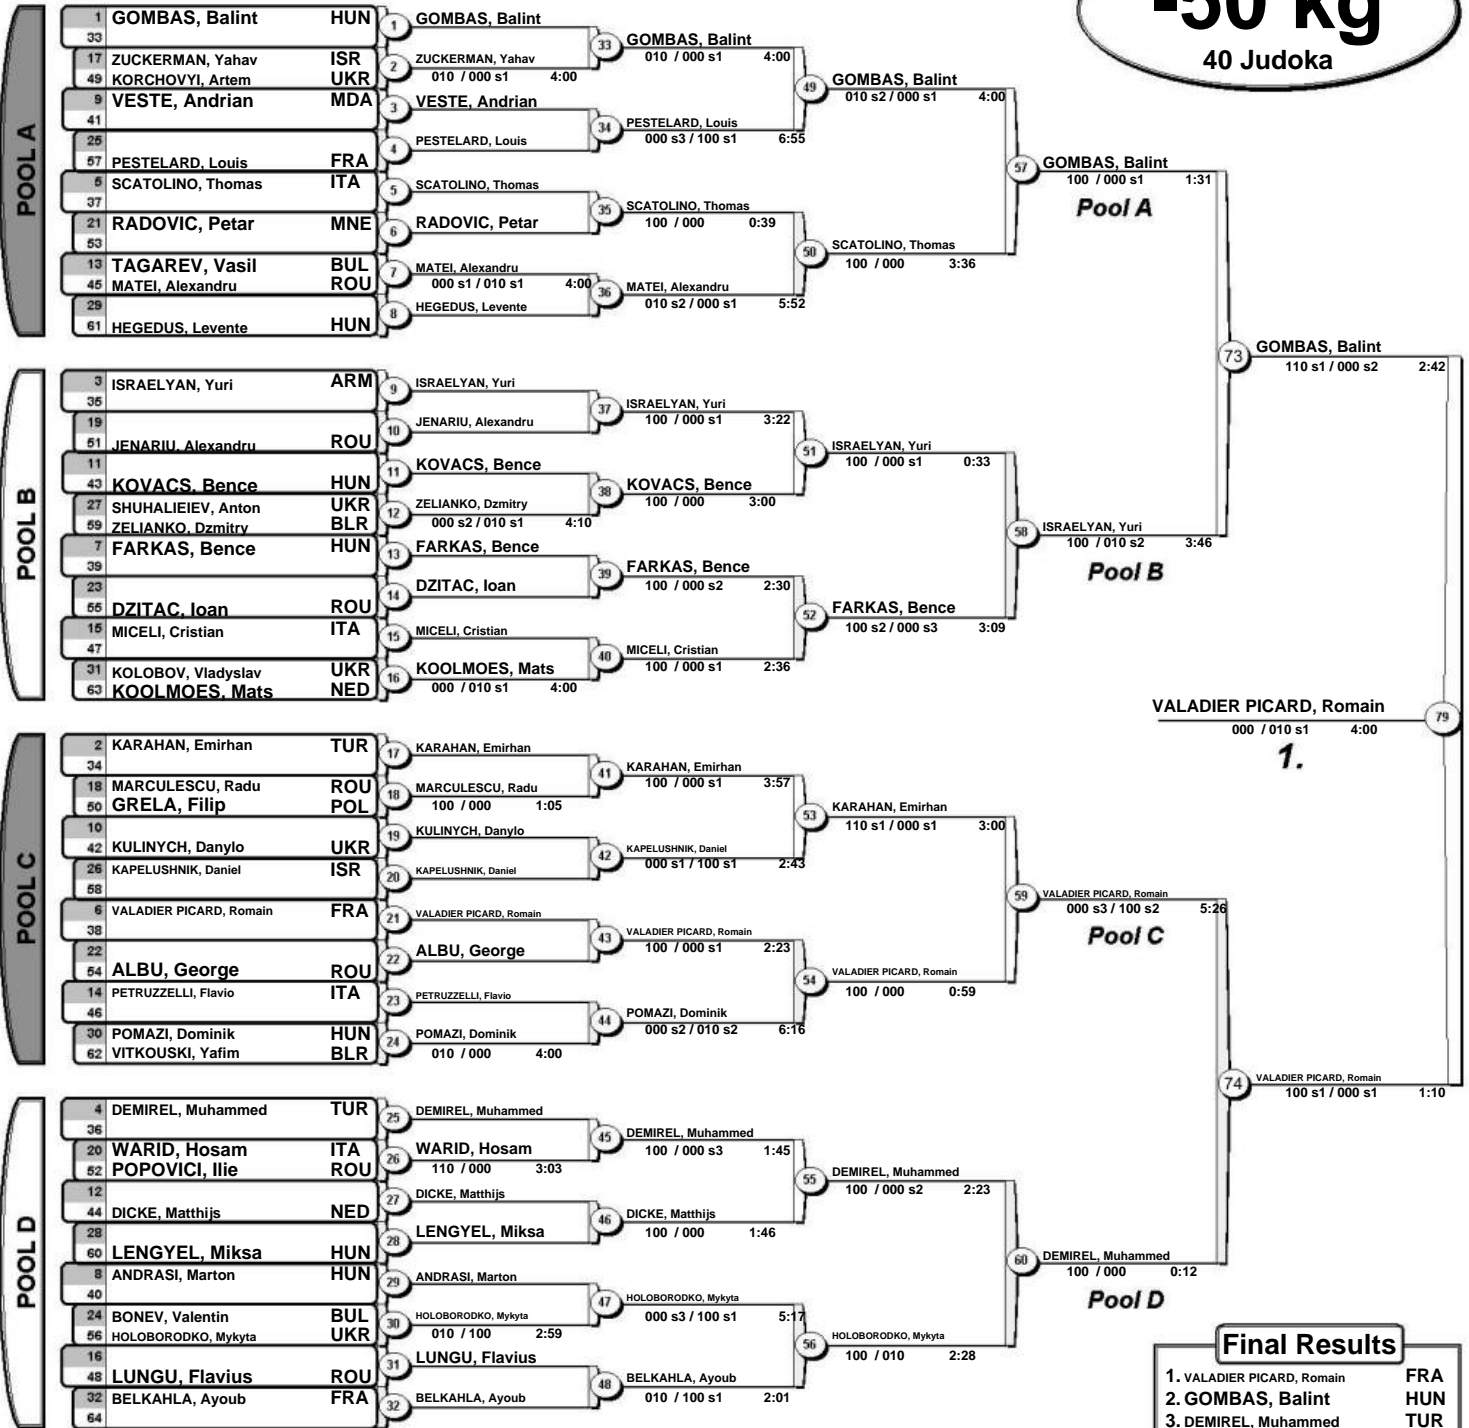 -50 kg
40 Judoka
POOL A
1 GOMBAS, Balint HUN
33
17 ZUCKERMAN, Yahav ISR
49 KORCHOVYI, Artem UKR
9 VESTE, Andrian MDA
41
25
57 PESTELARD, Louis FRA
5 SCATOLINO, Thomas ITA
37
21 RADOVIC, Petar MNE
53
13 TAGAREV, Vasil BUL
45 MATEI, Alexandru ROU
29
61 HEGEDUS, Levente HUN
1 GOMBAS, Balint
2 ZUCKERMAN, Yahav
010 / 000 s1 4:00
3 VESTE, Andrian
4 PESTELARD, Louis
5 SCATOLINO, Thomas
6 RADOVIC, Petar
7 MATEI, Alexandru
000 s1 / 010 s1 4:00
8 HEGEDUS, Levente
33 GOMBAS, Balint
010 / 000 s1 4:00
34 PESTELARD, Louis
000 s3 / 100 s1 6:55
35 SCATOLINO, Thomas
100 / 000 0:39
36 MATEI, Alexandru
010 s2 / 000 s1 5:52
49 GOMBAS, Balint
010 s2 / 000 s1 4:00
50 SCATOLINO, Thomas
100 / 000 3:36
57 GOMBAS, Balint
100 / 000 s1 1:31
Pool A
POOL B
3 ISRAELYAN, Yuri ARM
35
19
51 JENARIU, Alexandru ROU
11
43 KOVACS, Bence HUN
27 SHUHALIEIEV, Anton UKR
59 ZELIANKO, Dzmitry BLR
7 FARKAS, Bence HUN
39
23
55 DZITAC, Ioan ROU
15 MICELI, Cristian ITA
47
31 KOLOBOV, Vladyslav UKR
63 KOOLMOES, Mats NED
9 ISRAELYAN, Yuri
10 JENARIU, Alexandru
11 KOVACS, Bence
12 ZELIANKO, Dzmitry
000 s2 / 010 s1 4:10
13 FARKAS, Bence
14 DZITAC, Ioan
15 MICELI, Cristian
16 KOOLMOES, Mats
000 / 010 s1 4:00
37 ISRAELYAN, Yuri
100 / 000 s1 3:22
38 KOVACS, Bence
100 / 000 3:00
39 FARKAS, Bence
100 / 000 s2 2:30
40 MICELI, Cristian
100 / 000 s1 2:36
51 ISRAELYAN, Yuri
100 / 000 s1 0:33
52 FARKAS, Bence
100 s2 / 000 s3 3:09
58 ISRAELYAN, Yuri
100 / 010 s2 3:46
Pool B
73 GOMBAS, Balint
110 s1 / 000 s2 2:42
VALADIER PICARD, Romain 79
000 / 010 s1 4:00
1.
POOL C
2 KARAHAN, Emirhan TUR
34
18 MARCULESCU, Radu ROU
50 GRELA, Filip POL
10
42 KULINYCH, Danylo UKR
26 KAPELUSHNIK, Daniel ISR
58
6 VALADIER PICARD, Romain FRA
38
22
54 ALBU, George ROU
14 PETRUZZELLI, Flavio ITA
46
30 POMAZI, Dominik HUN
62 VITKOUSKI, Yafim BLR
17 KARAHAN, Emirhan
18 MARCULESCU, Radu
100 / 000 1:05
19 KULINYCH, Danylo
20 KAPELUSHNIK, Daniel
21 VALADIER PICARD, Romain
22 ALBU, George
23 PETRUZZELLI, Flavio
24 POMAZI, Dominik
010 / 000 4:00
41 KARAHAN, Emirhan
100 / 000 s1 3:57
42 KAPELUSHNIK, Daniel
000 s1 / 100 s1 2:43
43 VALADIER PICARD, Romain
100 / 000 s1 2:23
44 POMAZI, Dominik
000 s2 / 010 s2 6:16
53 KARAHAN, Emirhan
110 s1 / 000 s1 3:00
54 VALADIER PICARD, Romain
100 / 000 0:59
59 VALADIER PICARD, Romain
000 s3 / 100 s2 5:26
Pool C
POOL D
4 DEMIREL, Muhammed TUR
36
20 WARID, Hosam ITA
52 POPOVICI, Ilie ROU
12
44 DICKE, Matthijs NED
28
60 LENGYEL, Miksa HUN
8 ANDRASI, Marton HUN
40
24 BONEV, Valentin BUL
56 HOLOBORODKO, Mykyta UKR
16
48 LUNGU, Flavius ROU
32 BELKAHLA, Ayoub FRA
64
25 DEMIREL, Muhammed
26 WARID, Hosam
110 / 000 3:03
27 DICKE, Matthijs
28 LENGYEL, Miksa
29 ANDRASI, Marton
30 HOLOBORODKO, Mykyta
010 / 100 2:59
31 LUNGU, Flavius
32 BELKAHLA, Ayoub
45 DEMIREL, Muhammed
100 / 000 s3 1:45
46 DICKE, Matthijs
100 / 000 1:46
47 HOLOBORODKO, Mykyta
000 s3 / 100 s1 5:17
48 BELKAHLA, Ayoub
010 / 100 s1 2:01
55 DEMIREL, Muhammed
100 / 000 s2 2:23
56 HOLOBORODKO, Mykyta
100 / 010 2:28
60 DEMIREL, Muhammed
100 / 000 0:12
Pool D
74 VALADIER PICARD, Romain
100 s1 / 000 s1 1:10
Final Results
1. VALADIER PICARD, Romain FRA
2. GOMBAS, Balint HUN
3. DEMIREL, Muhammed TUR